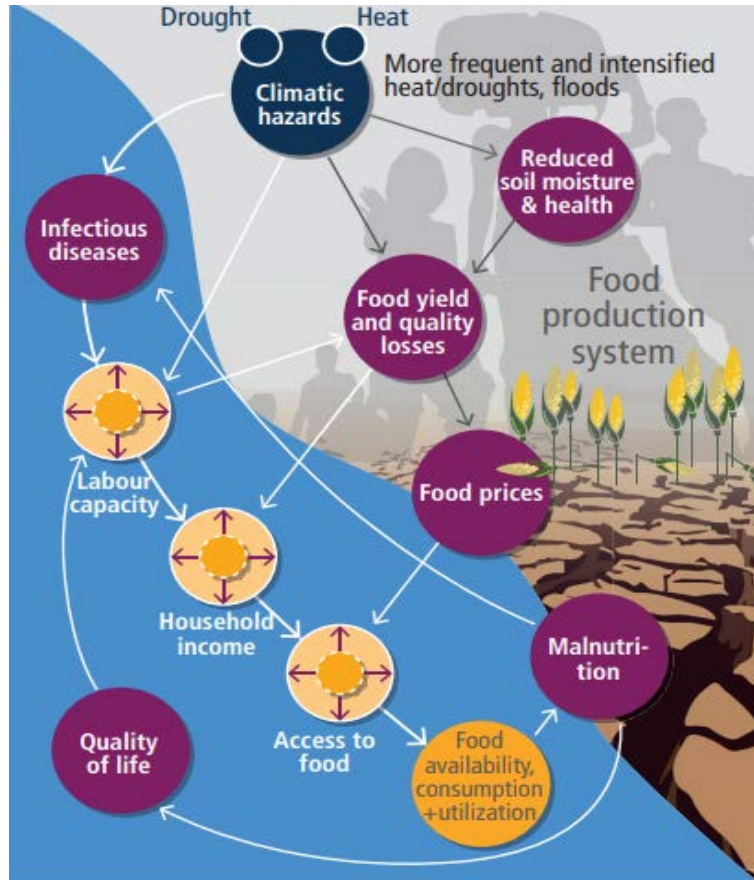 Drought
Heat
Climatic
hazards
More frequent and intensified
heat/droughts, floods
Reduced
soil moisture
& health
Infectious
diseases
Food yield
and quality
losses
Food
production
system
Labour
capacity
Food prices
Household
income
Malnutri-
tion
Quality
of life
Access to
food
Food
availability,
consumption
+utilization